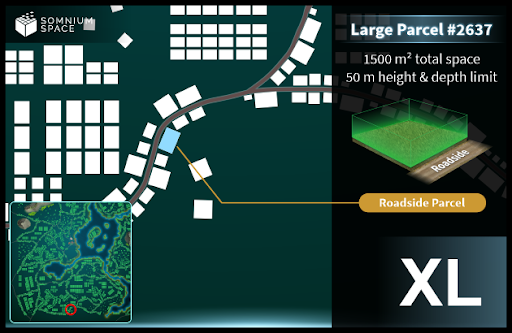 SOMNIUM
SPACE
Large Parcel #2637
1500 m² total space
50 m height & depth limit
Roadside
Roadside Parcel
XL